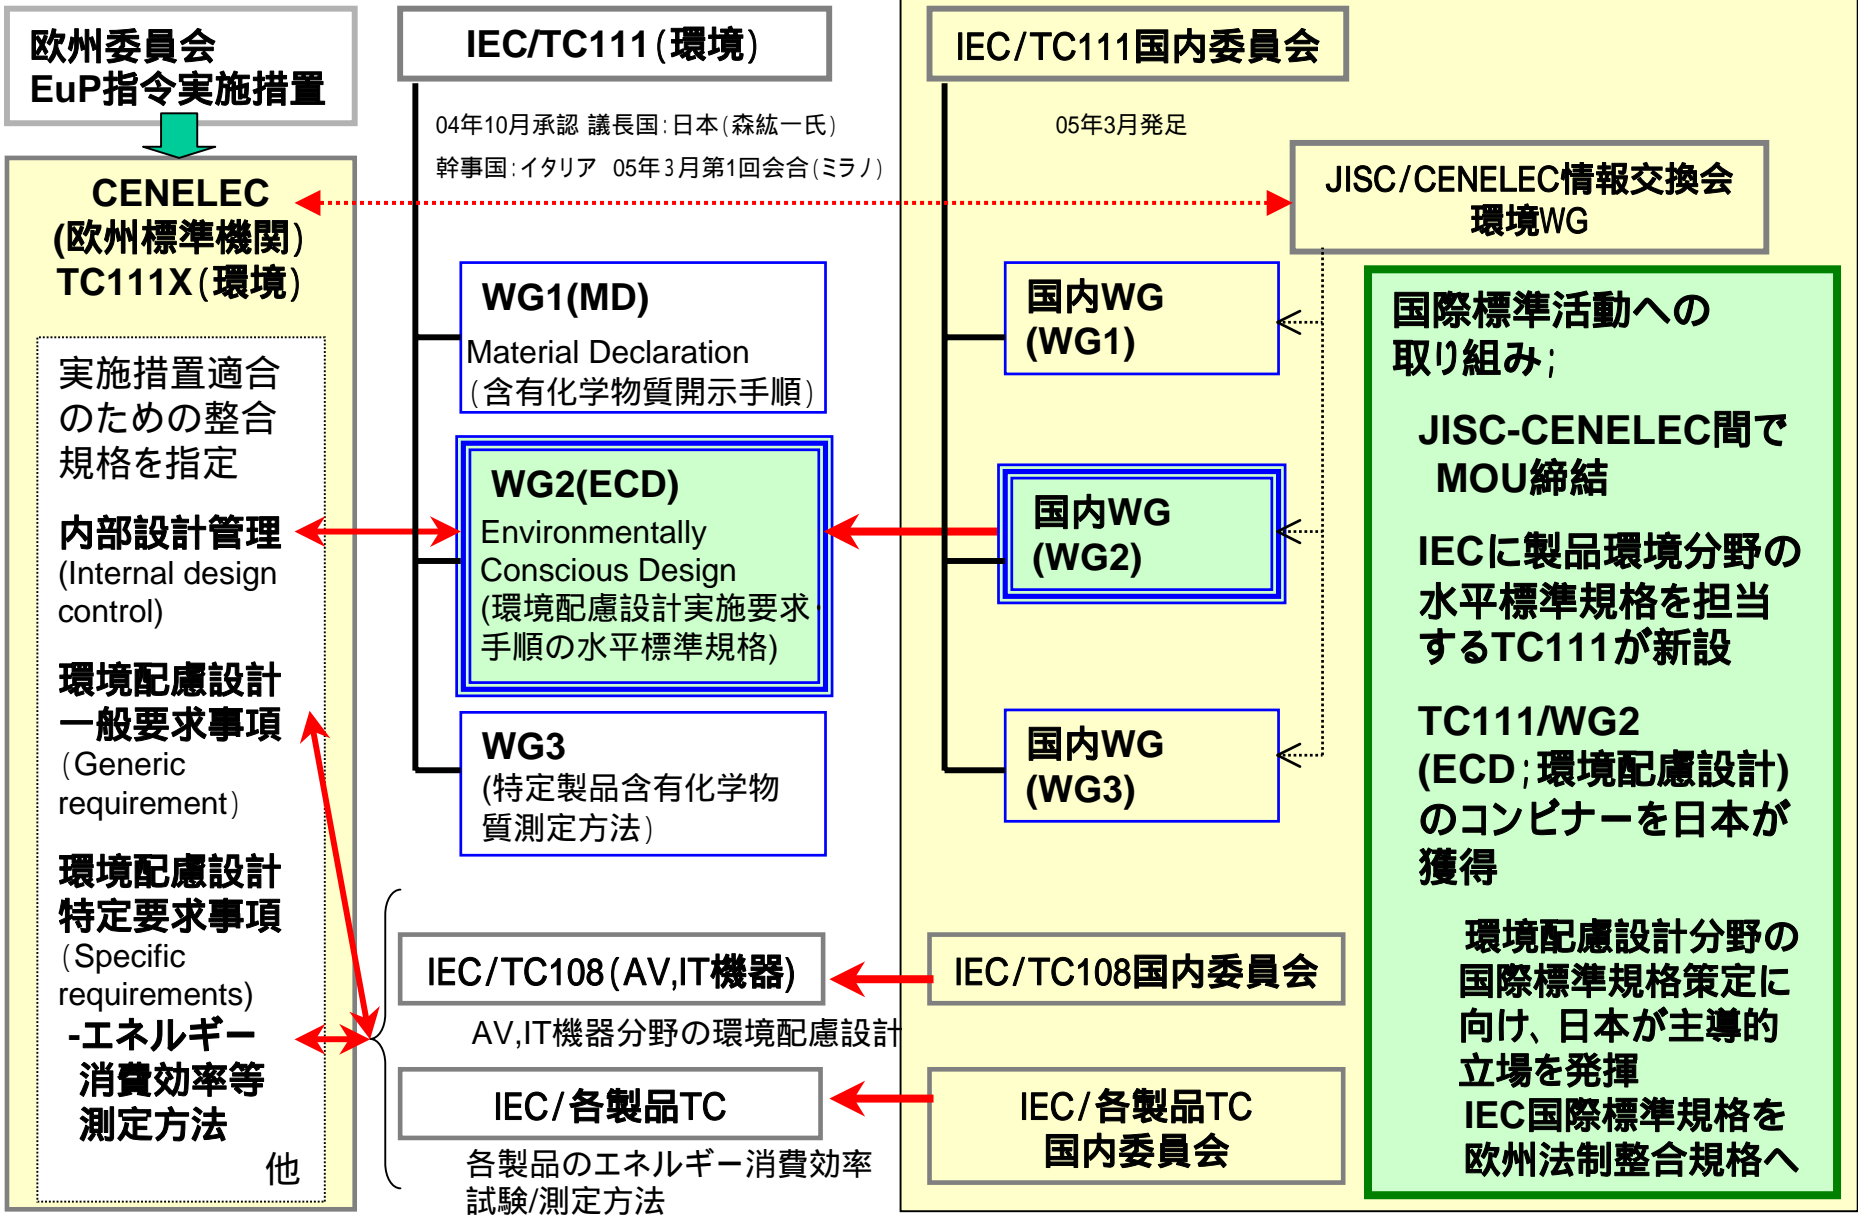 欧州委員会
EuP指令実施措置
CENELEC
(欧州標準機関)
TC111X(環境)
実施措置適合
のための整合
規格を指定
内部設計管理
(Internal design
control)
環境配慮設計
一般要求事項
(Generic
requirement)
環境配慮設計
特定要求事項
(Specific
requirements)
-エネルギー
消費効率等
測定方法
他
IEC/TC111(環境)
04年10月承認 議長国:日本(森紘一氏)
幹事国:イタリア 05年3月第1回会合(ミラノ)
WG1(MD)
Material Declaration
(含有化学物質開示手順)
WG2(ECD)
Environmentally
Conscious Design
(環境配慮設計実施要求・
手順の水平標準規格)
WG3
(特定製品含有化学物
質測定方法)
IEC/TC108(AV,IT機器)
AV,IT機器分野の環境配慮設計
IEC/各製品TC
各製品のエネルギー消費効率
試験/測定方法
IEC/TC111国内委員会
05年3月発足
JISC/CENELEC情報交換会
環境WG
国内WG
(WG1)
国内WG
(WG2)
国内WG
(WG3)
IEC/TC108国内委員会
IEC/各製品TC
国内委員会
国際標準活動への
取り組み;
JISC-CENELEC間で
MOU締結
IECに製品環境分野の
水平標準規格を担当
するTC111が新設
TC111/WG2
(ECD;環境配慮設計)
のコンビナーを日本が
獲得
環境配慮設計分野の
国際標準規格策定に
向け、日本が主導的
立場を発揮
IEC国際標準規格を
欧州法制整合規格へ